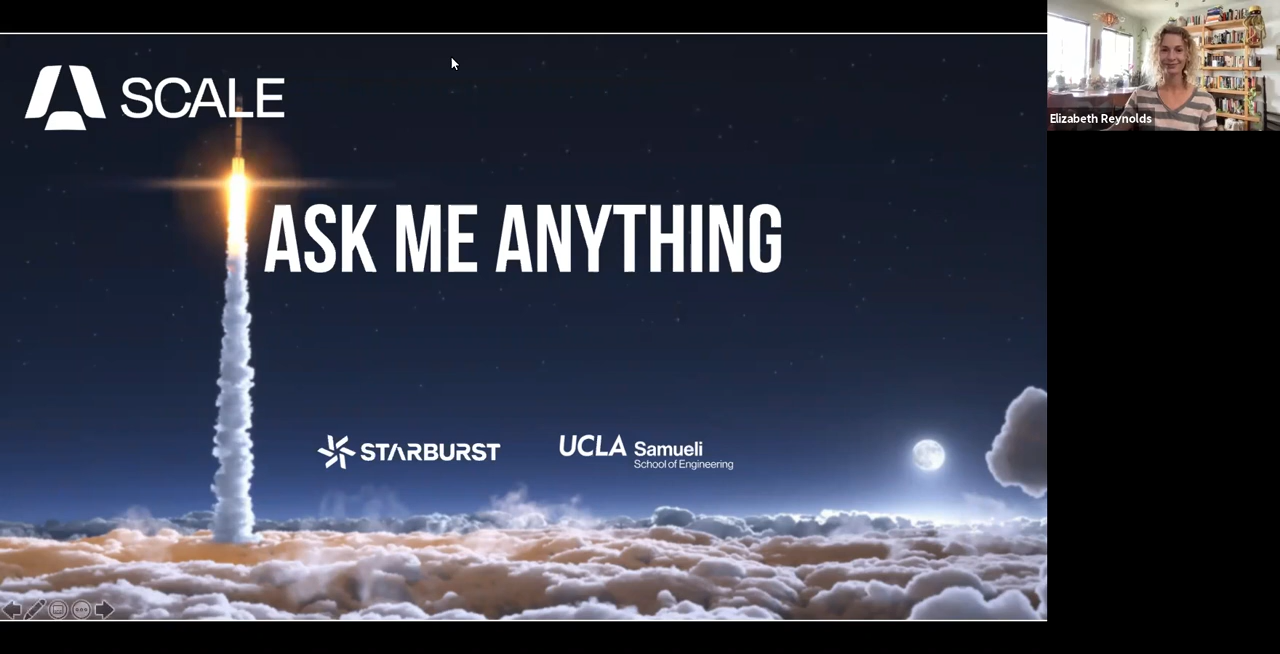 SCALE
ASK ME ANYTHING
STARBURST
UCLA Samueli
School of Engineering
Elizabeth Reynolds